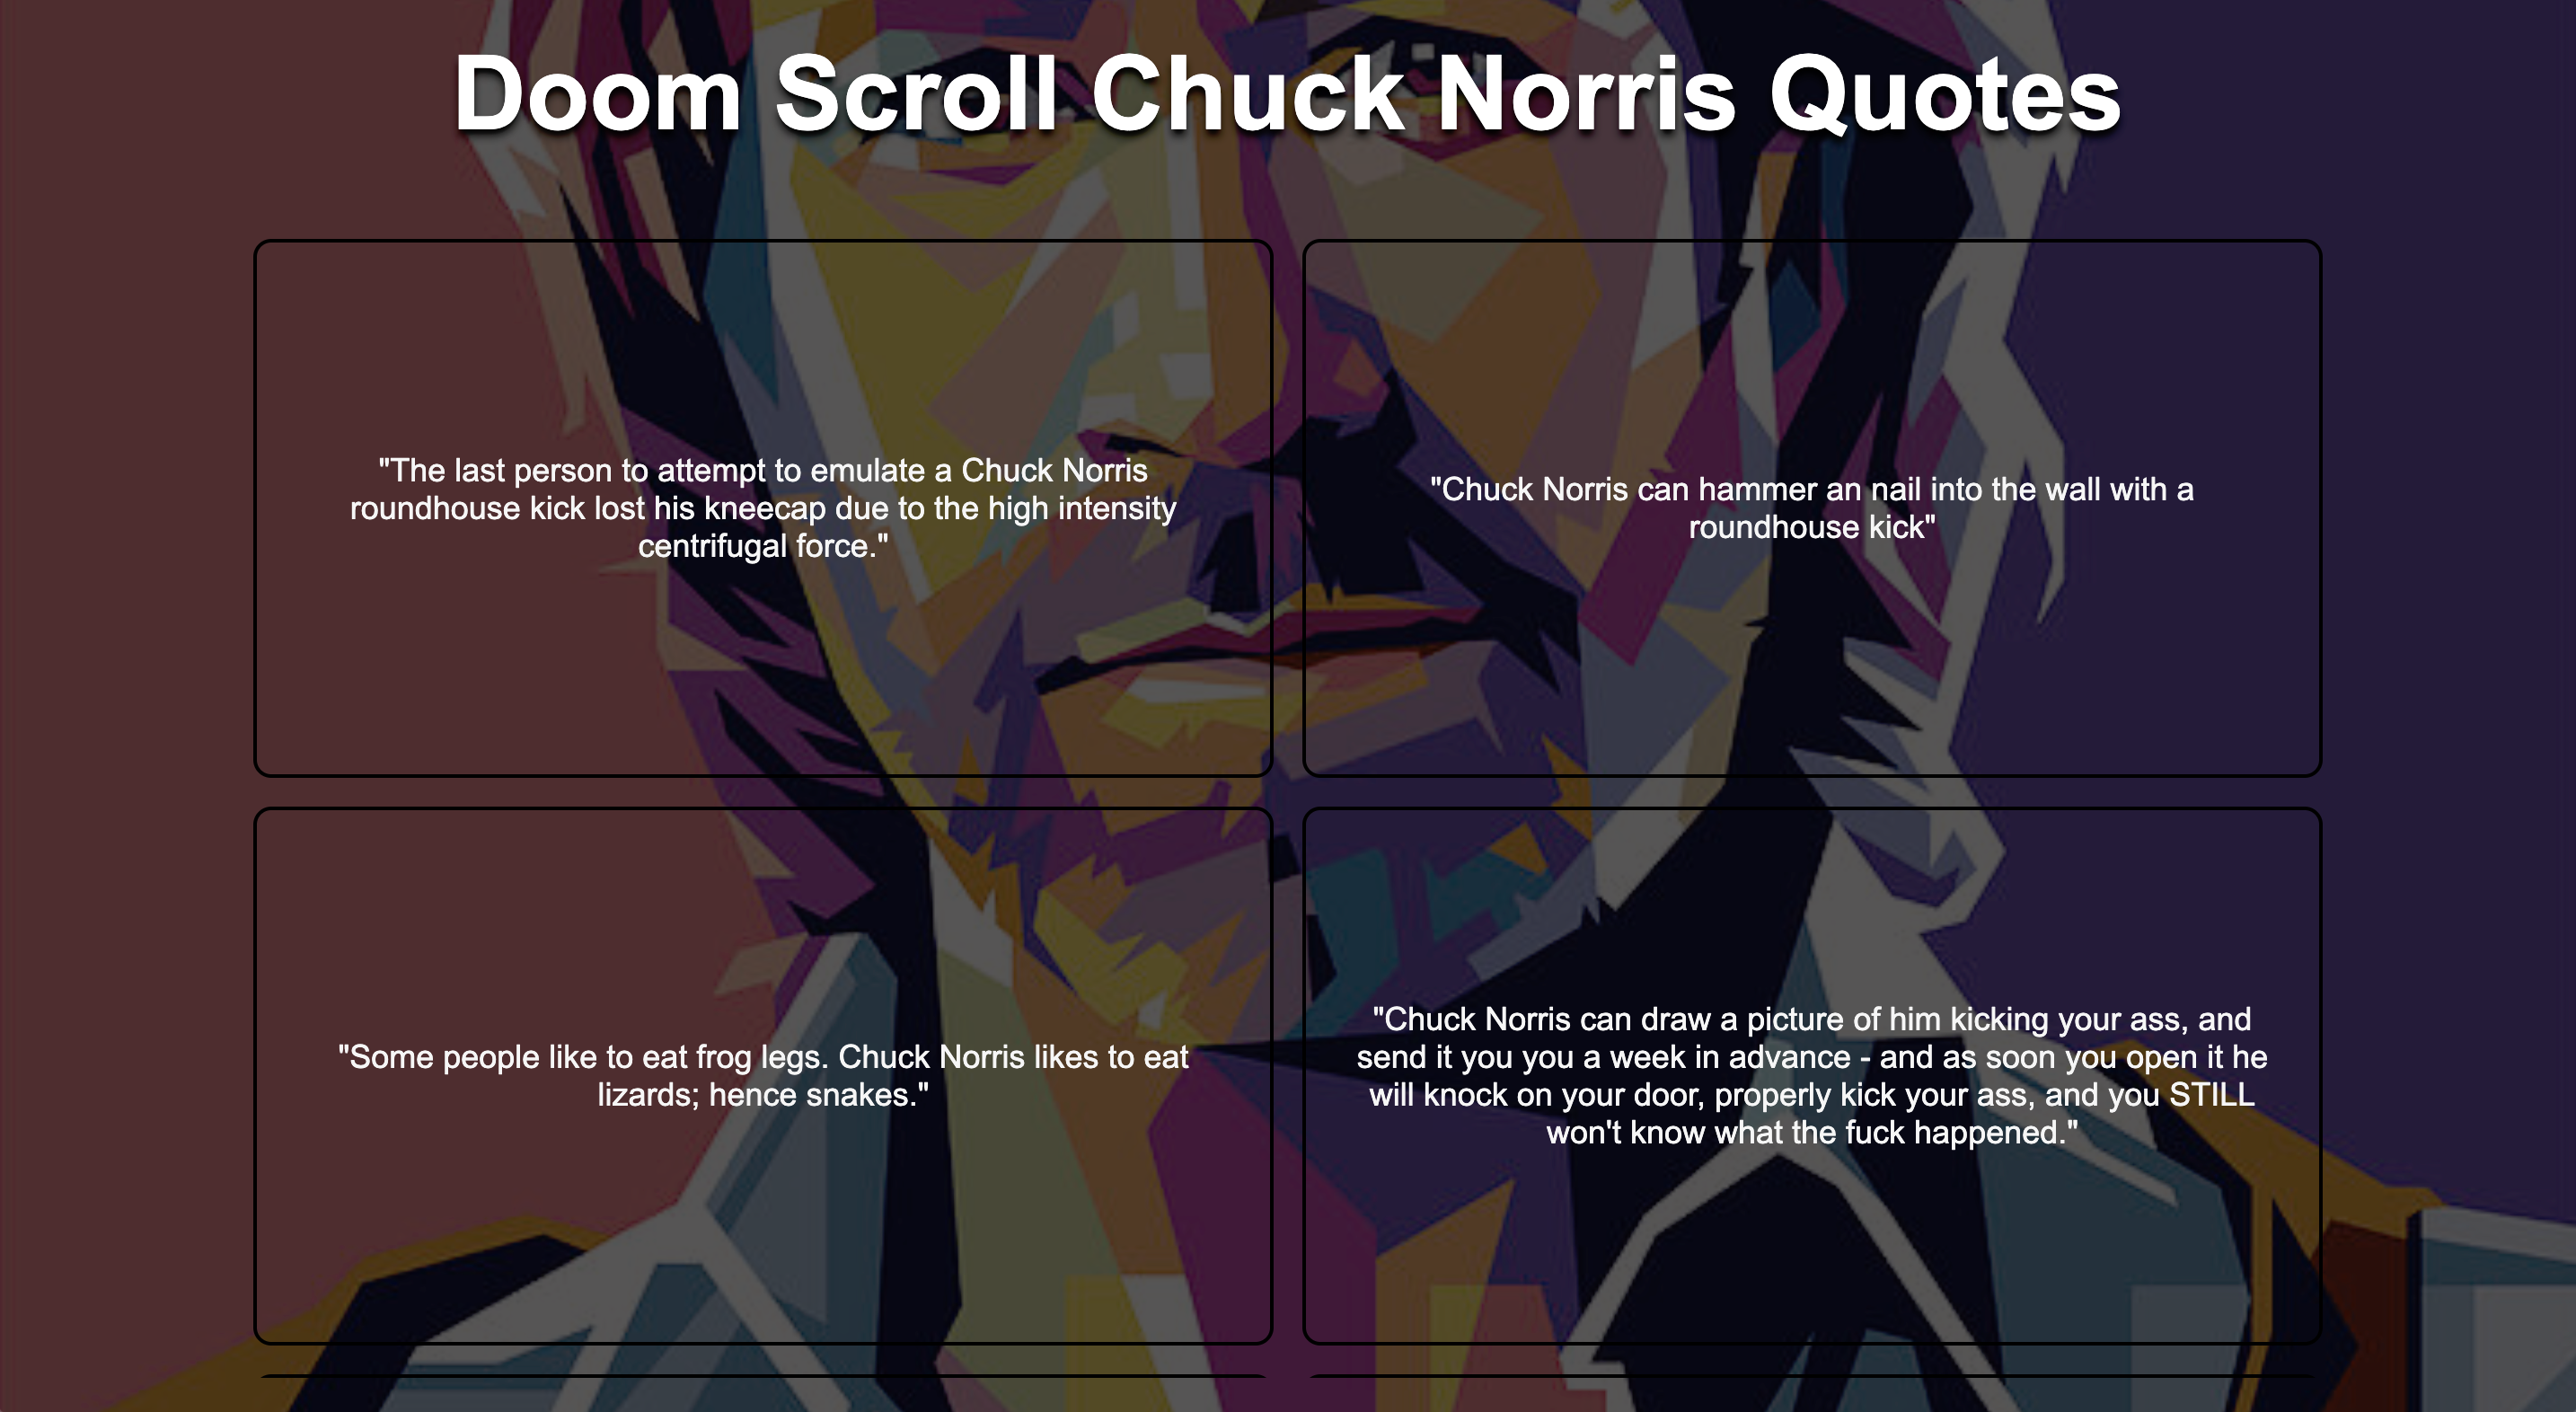 Doom Scroll Chuck Norris Quotes
"The last person to attempt to emulate a Chuck Norris
roundhouse kick lost his kneecap due to the high intensity
centrifugal force."
"Chuck Norris can hammer an nail into the wall with a
roundhouse kick"
"Some people like to eat frog legs. Chuck Norris likes to eat
lizards; hence snakes."
"Chuck Norris can draw a picture of him kicking your ass, and
send it you you a week in advance - and as soon you open it he
will knock on your door, properly kick your ass, and you STILL
won't know what the fuck happened."